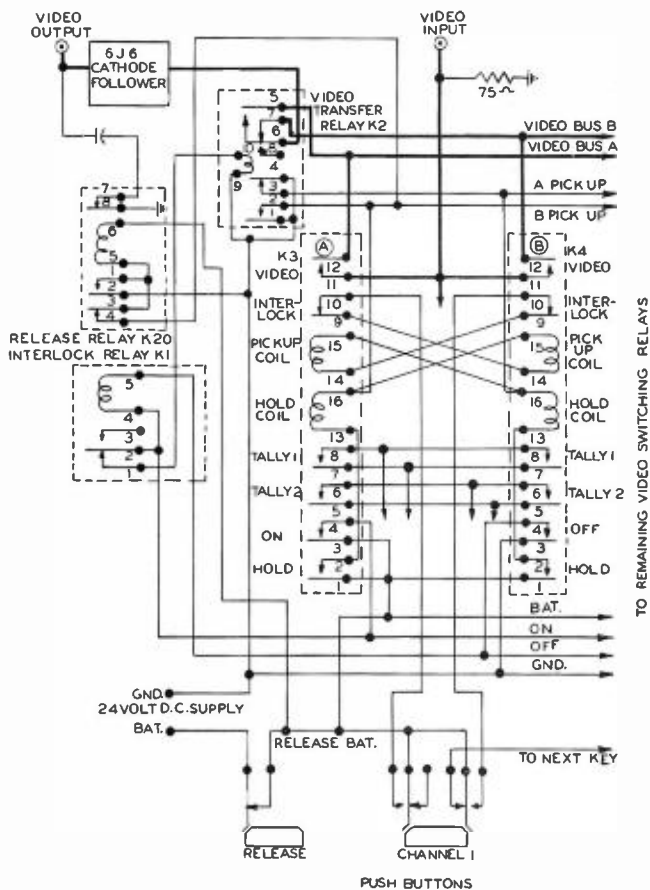 VIDEO
OUTPUT
6J6
CATHODE
FOLLOWER
VIDEO
INPUT
75~
5
7
6
8
10
4
9
3
2
1
VIDEO
TRANSFER
RELAY K2
VIDEO BUS B
VIDEO BUS A
A PICK UP
B PICK UP
7
8
6
5
1
2
3
4
RELEASE RELAY K20
INTERLOCK RELAY K1
5
4
3
2
1
K3
VIDEO
INTER-
LOCK
PICKUP
COIL
HOLD
COIL
TALLY 1
TALLY 2
ON
HOLD
A
12
11
10
9
15
14
16
13
8
7
6
5
4
3
2
1
B
12
11
10
9
15
14
16
13
8
7
6
5
4
3
2
1
K4
VIDEO
INTER-
LOCK
PICK
UP
COIL
HOLD
COIL
TALLY 1
TALLY 2
OFF
HOLD
TO REMAINING VIDEO SWITCHING RELAYS
BAT.
ON
OFF
GND.
GND.
24 VOLT D.C. SUPPLY
BAT.
RELEASE BAT.
TO NEXT KEY
RELEASE
CHANNEL 1
PUSH BUTTONS